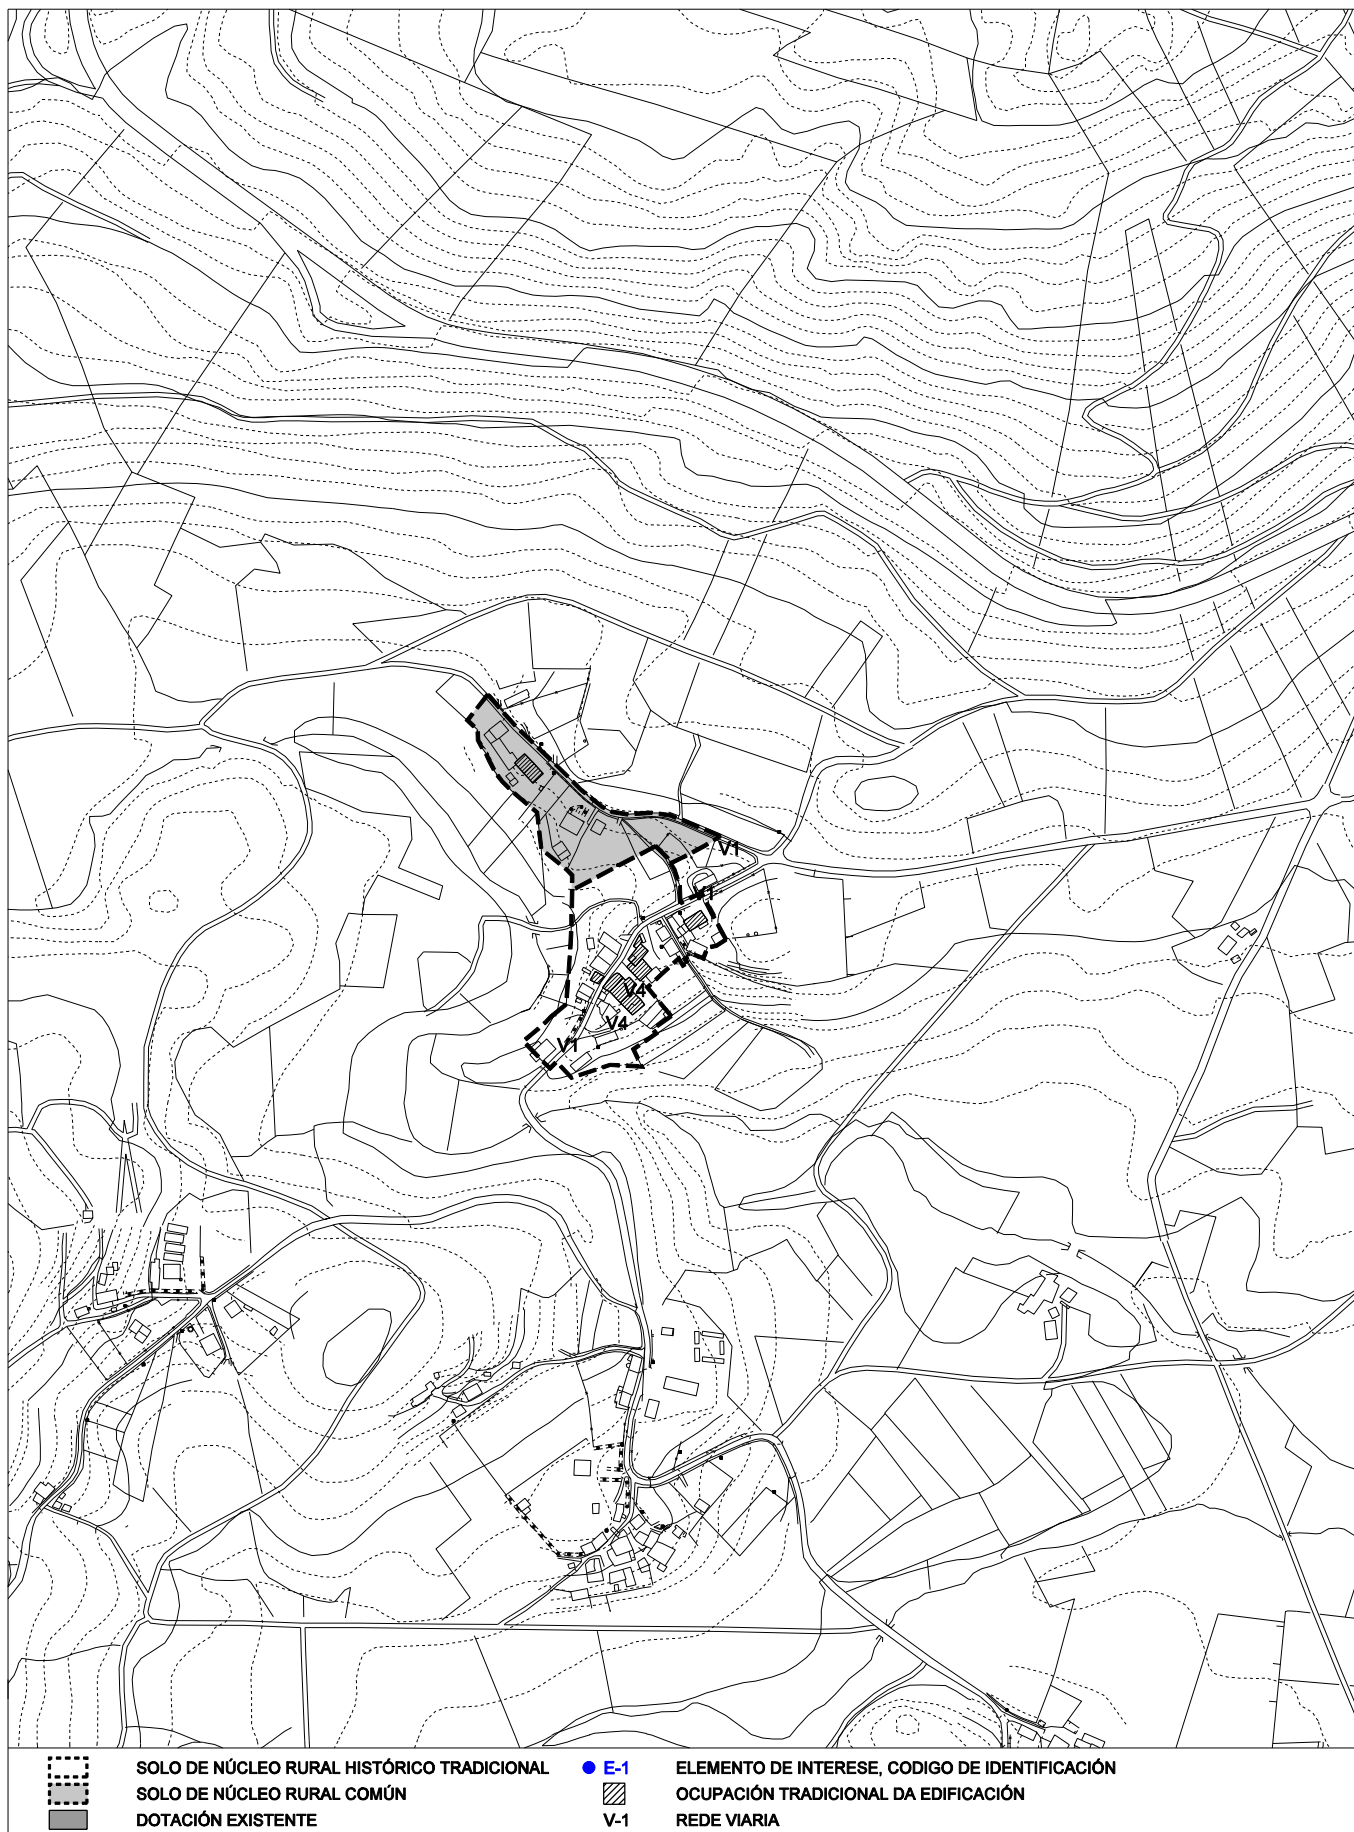 V1
V1
V4
V4
V1
SOLO DE NÚCLEO RURAL HISTÓRICO TRADICIONAL
SOLO DE NÚCLEO RURAL COMÚN
DOTACIÓN EXISTENTE
E-1 ELEMENTO DE INTERESE, CODIGO DE IDENTIFICACIÓN
OCUPACIÓN TRADICIONAL DA EDIFICACIÓN
V-1 REDE VIARIA